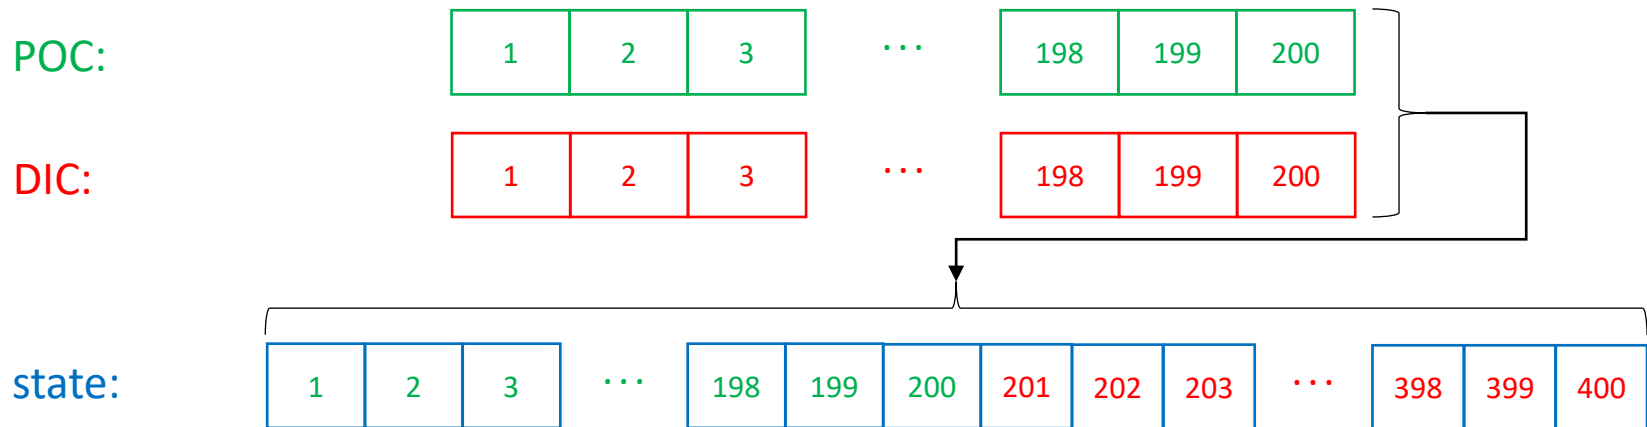 POC: 1 2 3 ... 198 199 200
DIC: 1 2 3 ... 198 199 200
state: 1 2 3 ... 198 199 200 201 202 203 ... 398 399 400